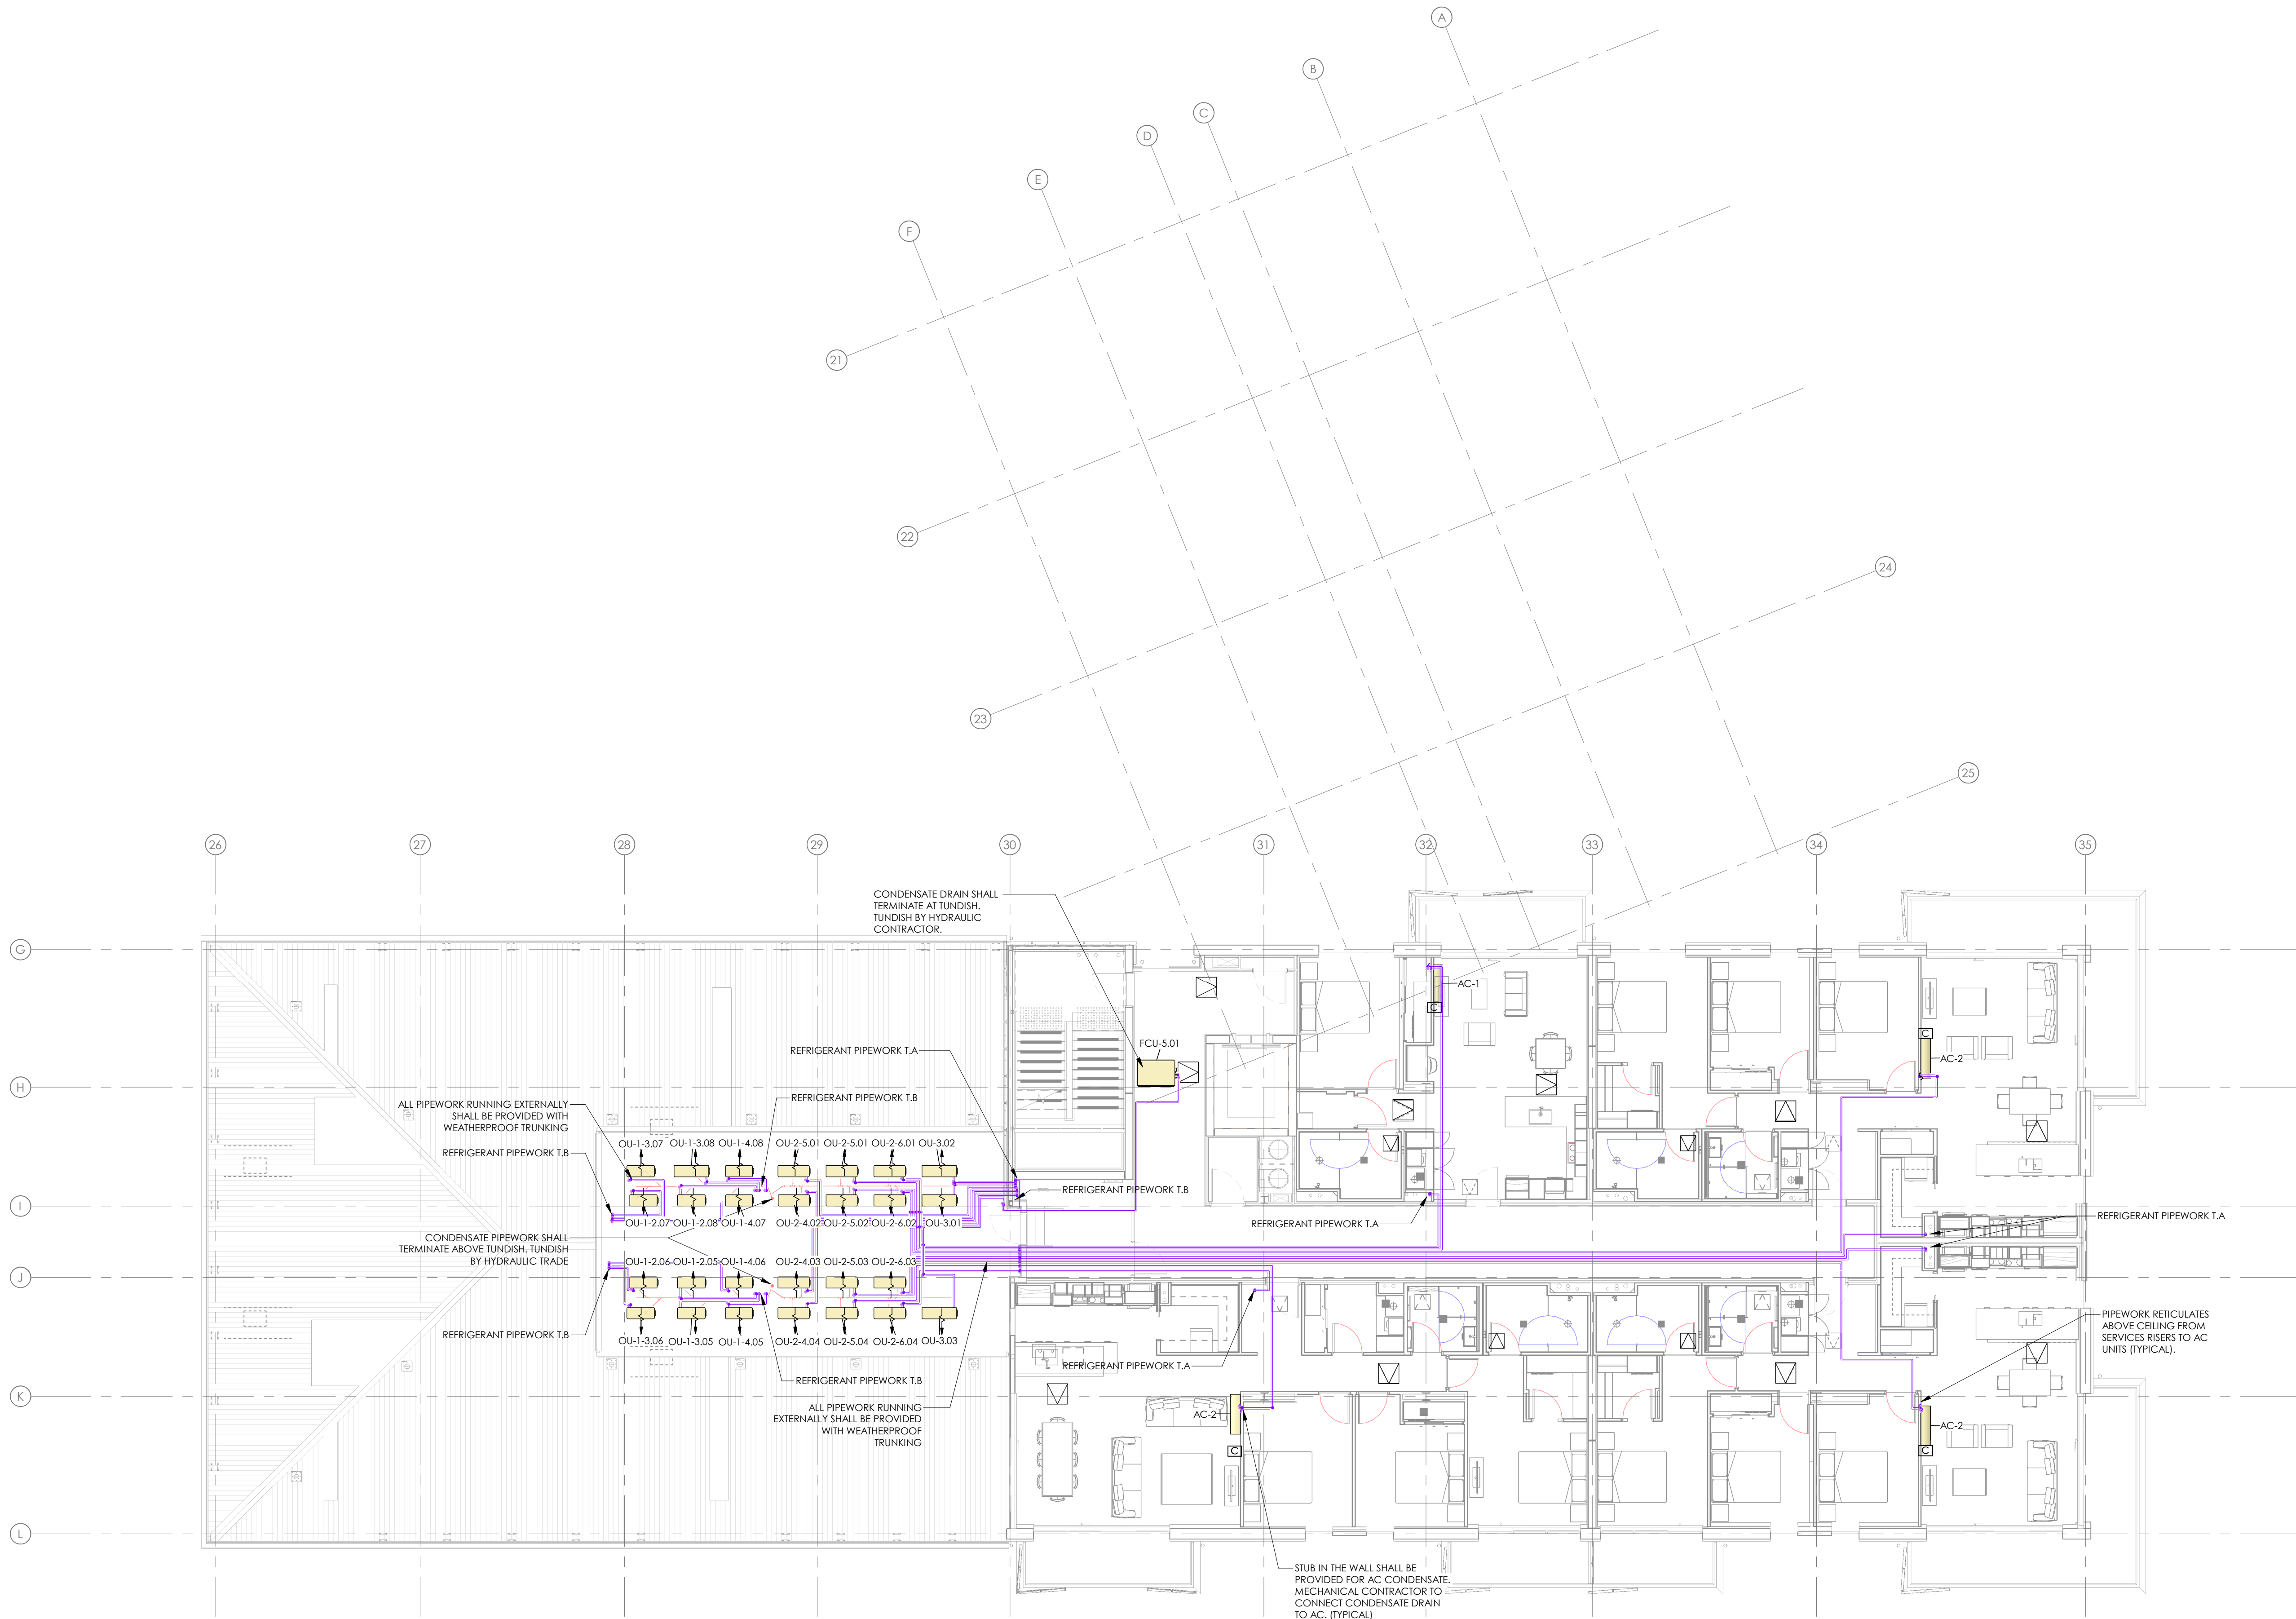 A
B
C
D
E
F
21
22
24
23
25
26
27
28
29
30
31
32
33
34
35
CONDENSATE DRAIN SHALL
TERMINATE AT TUNDISH.
TUNDISH BY HYDRAULIC
CONTRACTOR.
G
AC-1
C
FCU-5.01
C
AC-2
REFRIGERANT PIPEWORK T.A
H
REFRIGERANT PIPEWORK T.B
ALL PIPEWORK RUNNING EXTERNALLY
SHALL BE PROVIDED WITH
WEATHERPROOF TRUNKING
OU-1-3.07
OU-1-3.08
OU-1-4.08
OU-2-5.01
OU-2-5.01
OU-2-6.01
OU-3.02
REFRIGERANT PIPEWORK T.B
REFRIGERANT PIPEWORK T.B
I
OU-1-2.07
OU-1-2.08
OU-1-4.07
OU-2-4.02
OU-2-5.02
OU-2-6.02
OU-3.01
REFRIGERANT PIPEWORK T.A
REFRIGERANT PIPEWORK T.A
CONDENSATE PIPEWORK SHALL
TERMINATE ABOVE TUNDISH. TUNDISH
BY HYDRAULIC TRADE
OU-1-2.06
OU-1-2.05
OU-1-4.06
OU-2-4.03
OU-2-5.03
OU-2-6.03
J
REFRIGERANT PIPEWORK T.B
OU-1-3.06
OU-1-3.05
OU-1-4.05
OU-2-4.04
OU-2-5.04
OU-2-6.04
OU-3.03
PIPEWORK RETICULATES
ABOVE CEILING FROM
SERVICES RISERS TO AC
UNITS (TYPICAL).
REFRIGERANT PIPEWORK T.A
REFRIGERANT PIPEWORK T.B
K
ALL PIPEWORK RUNNING
EXTERNALLY SHALL BE PROVIDED
WITH WEATHERPROOF
TRUNKING
AC-2
C
AC-2
C
L
STUB IN THE WALL SHALL BE
PROVIDED FOR AC CONDENSATE.
MECHANICAL CONTRACTOR TO
CONNECT CONDENSATE DRAIN
TO AC. (TYPICAL)